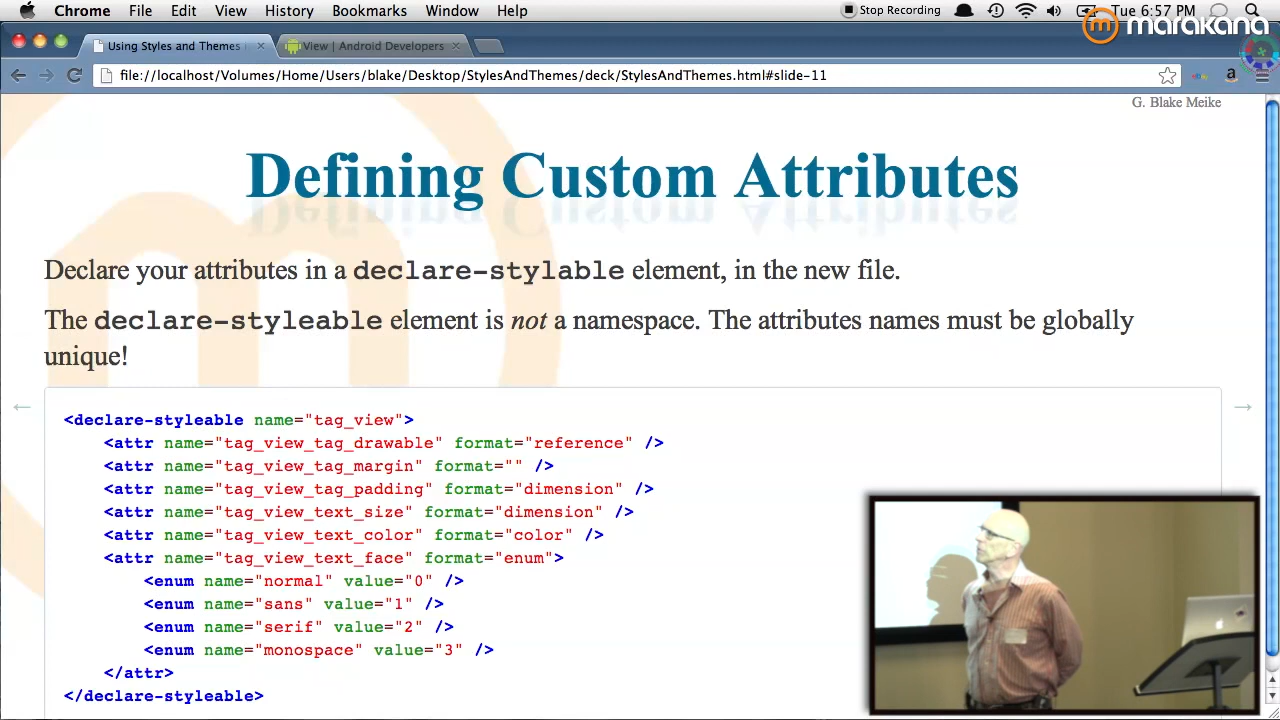 Chrome File Edit View History Bookmarks Window Help Stop Recording Tue 6:57 PM
marakana
Using Styles and Themes View | Android Developers
file://localhost/Volumes/Home/Users/blake/Desktop/StylesAndThemes/deck/StylesAndThemes.html#slide-11
G. Blake Meike
Defining Custom Attributes
Declare your attributes in a declare-stylable element, in the new file.
The declare-styleable element is not a namespace. The attributes names must be globally
unique!
<declare-styleable name="tag_view">
    <attr name="tag_view_tag_drawable" format="reference" />
    <attr name="tag_view_tag_margin" format="" />
    <attr name="tag_view_tag_padding" format="dimension" />
    <attr name="tag_view_text_size" format="dimension" />
    <attr name="tag_view_text_color" format="color" />
    <attr name="tag_view_text_face" format="enum">
        <enum name="normal" value="0" />
        <enum name="sans" value="1" />
        <enum name="serif" value="2" />
        <enum name="monospace" value="3" />
    </attr>
</declare-styleable>